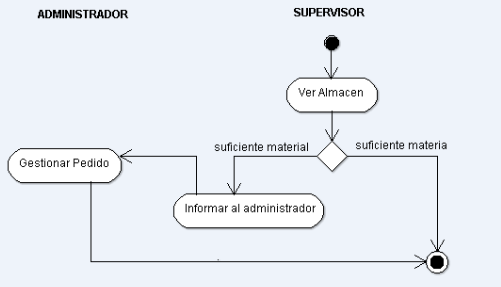 ADMINISTRADOR
SUPERVISOR
Ver Almacen
suficiente material
suficiente materia
Gestionar Pedido
Informar al administrador